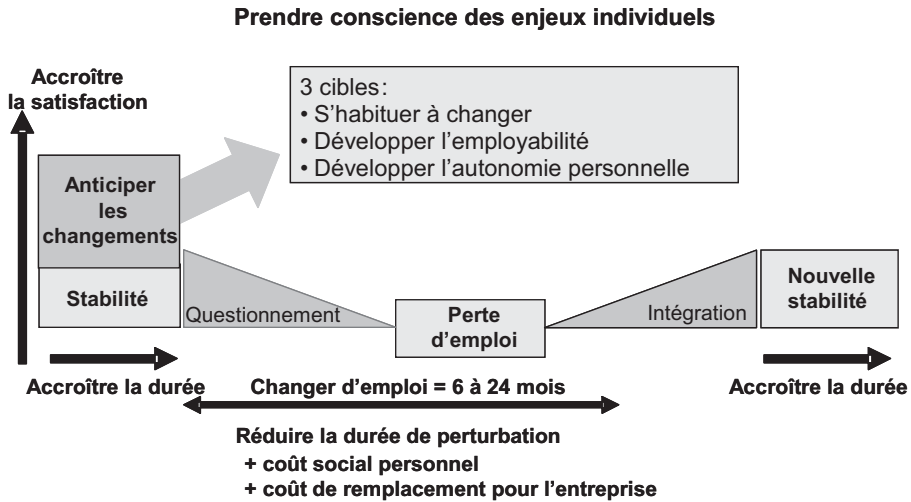 Prendre conscience des enjeux individuels
Accroître
la satisfaction
3 cibles:
• S'habituer à changer
• Développer l'employabilité
• Développer l'autonomie personnelle
Anticiper
les
changements
Stabilité
Questionnement
Perte
d'emploi
Intégration
Nouvelle
stabilité
Accroître la durée
Changer d'emploi = 6 à 24 mois
Accroître la durée
Réduire la durée de perturbation
+ coût social personnel
+ coût de remplacement pour l'entreprise